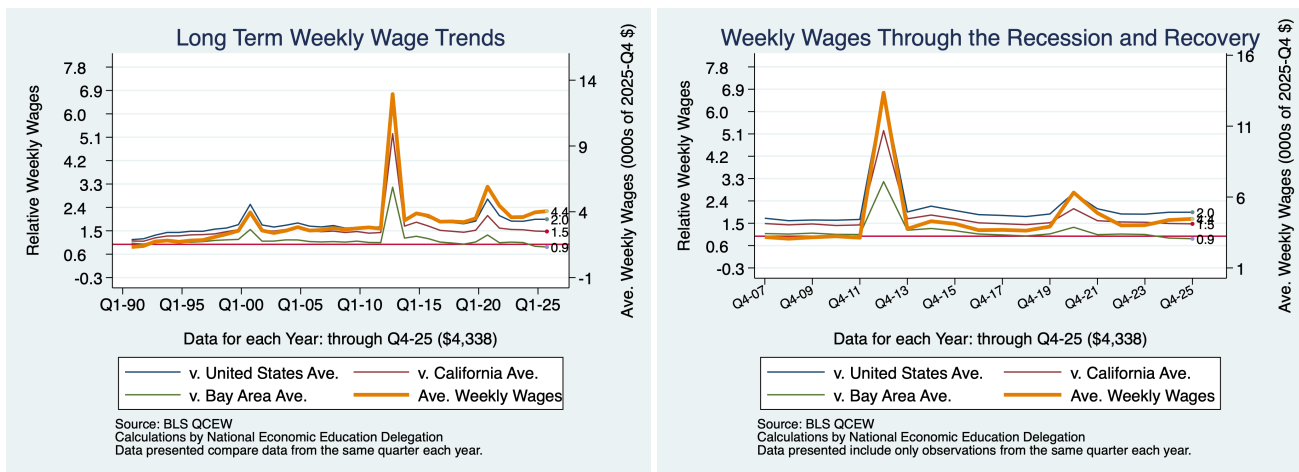 Long Term Weekly Wage Trends
Relative Weekly Wages
7.8
6.9
6.0
5.1
4.2
3.3
2.4
1.5
0.6
-0.3
14
9
4
-1
Ave. Weekly Wages (000s of 2025-Q4 $)
4.4
2.0
1.5
0.9
Q1-90 Q1-95 Q1-00 Q1-05 Q1-10 Q1-15 Q1-20 Q1-25
Data for each Year: through Q4-25 ($4,338)
v. United States Ave. v. California Ave.
v. Bay Area Ave. Ave. Weekly Wages
Source: BLS QCEW
Calculations by National Economic Education Delegation
Data presented compare data from the same quarter each year.
Weekly Wages Through the Recession and Recovery
Relative Weekly Wages
7.8
6.9
6.0
5.1
4.2
3.3
2.4
1.5
0.6
-0.3
16
11
6
1
Ave. Weekly Wages (000s of 2025-Q4 $)
2.0
4.4
1.5
0.9
Q4-07 Q4-09 Q4-11 Q4-13 Q4-15 Q4-17 Q4-19 Q4-21 Q4-23 Q4-25
Data for each Year: through Q4-25 ($4,338)
v. United States Ave. v. California Ave.
v. Bay Area Ave. Ave. Weekly Wages
Source: BLS QCEW
Calculations by National Economic Education Delegation
Data presented include only observations from the same quarter each year.